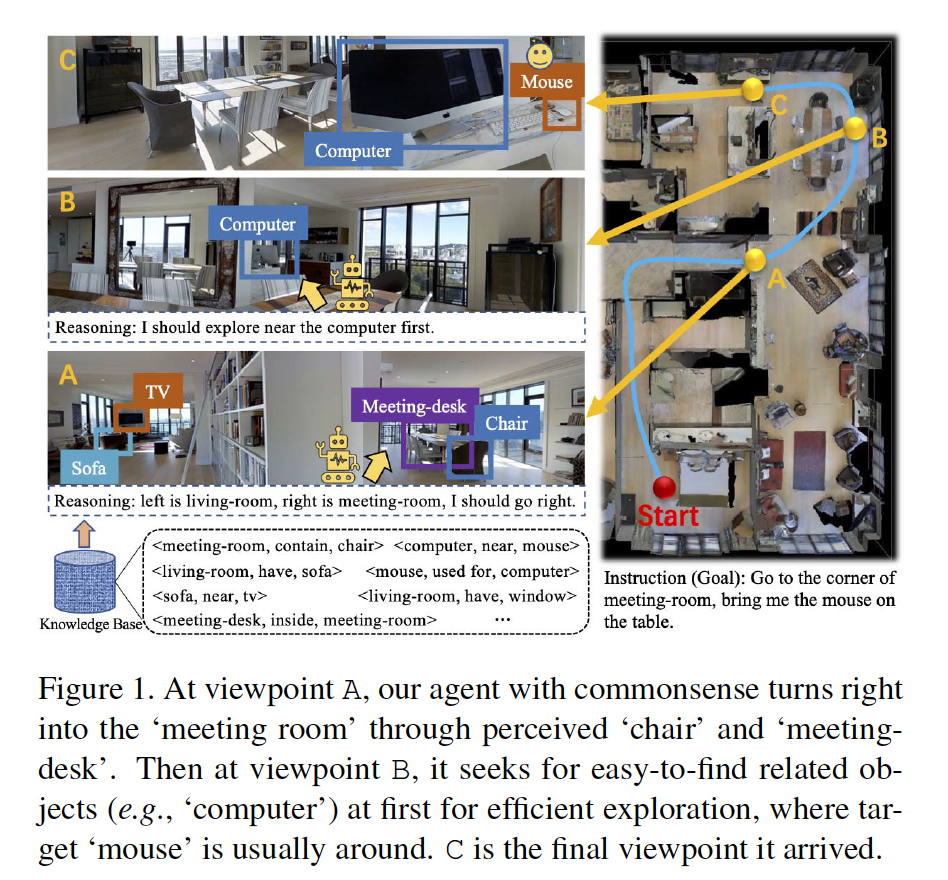 C
Mouse
Computer
B
Computer
Reasoning: I should explore near the computer first.
A
TV
Meeting-desk
Chair
Sofa
Reasoning: left is living-room, right is meeting-room, I should go right.
<meeting-room, contain, chair> <computer, near, mouse>
<living-room, have, sofa> <mouse, used for, computer>
<sofa, near, tv> <living-room, have, window>
<meeting-desk, inside, meeting-room> ...
Knowledge Base
C
B
A
Start
Instruction (Goal): Go to the corner of
meeting-room, bring me the mouse on
the table.
Figure 1. At viewpoint A, our agent with commonsense turns right
into the ‘meeting room’ through perceived ‘chair’ and ‘meeting-
desk’. Then at viewpoint B, it seeks for easy-to-find related ob-
jects (e.g., ‘computer’) at first for efficient exploration, where tar-
get ‘mouse’ is usually around. C is the final viewpoint it arrived.